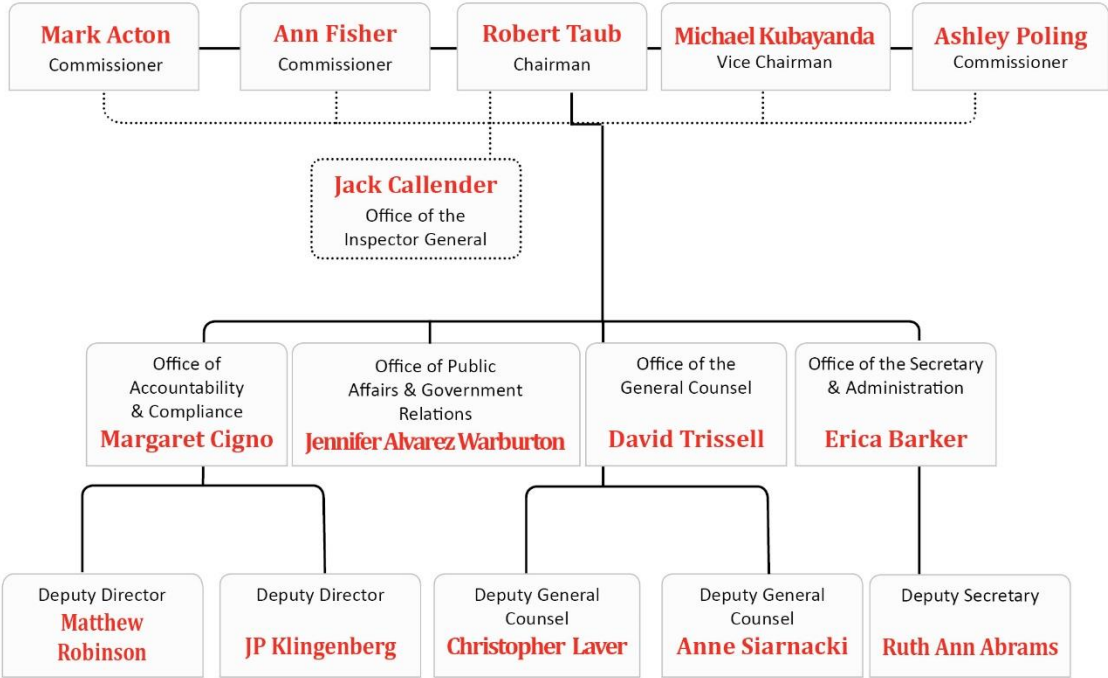 Mark Acton
Commissioner
Ann Fisher
Commissioner
Robert Taub
Chairman
Michael Kubayanda
Vice Chairman
Ashley Poling
Commissioner
Jack Callender
Office of the
Inspector General
Office of
Accountability
& Compliance
Margaret Cigno
Office of Public
Affairs & Government
Relations
Jennifer Alvarez Warburton
Office of the
General Counsel
David Trissell
Office of the Secretary
& Administration
Erica Barker
Deputy Director
Matthew
Robinson
Deputy Director
JP Klingenberg
Deputy General
Counsel
Christopher Laver
Deputy General
Counsel
Anne Siarnacki
Deputy Secretary
Ruth Ann Abrams